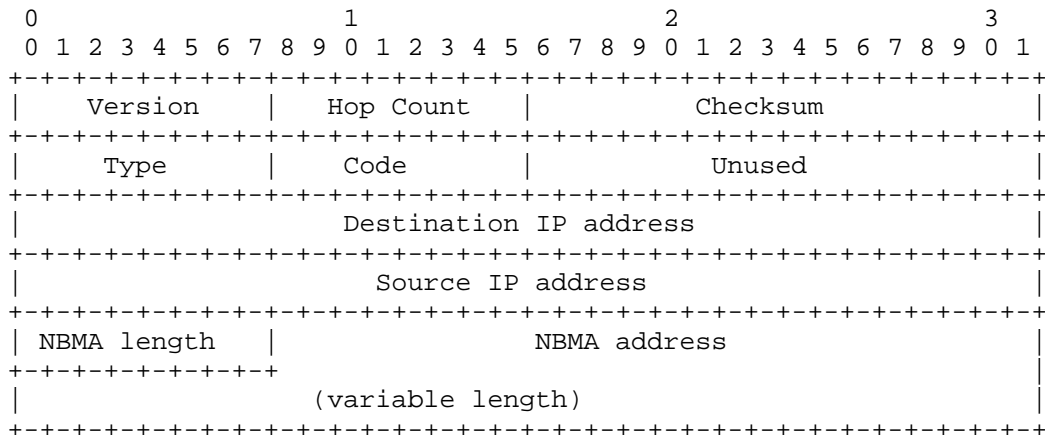 0                   1                   2                   3
 0 1 2 3 4 5 6 7 8 9 0 1 2 3 4 5 6 7 8 9 0 1 2 3 4 5 6 7 8 9 0 1
+-+-+-+-+-+-+-+-+-+-+-+-+-+-+-+-+-+-+-+-+-+-+-+-+-+-+-+-+-+-+-+-+
|    Version    |   Hop Count   |          Checksum             |
+-+-+-+-+-+-+-+-+-+-+-+-+-+-+-+-+-+-+-+-+-+-+-+-+-+-+-+-+-+-+-+-+
|     Type      |    Code       |           Unused              |
+-+-+-+-+-+-+-+-+-+-+-+-+-+-+-+-+-+-+-+-+-+-+-+-+-+-+-+-+-+-+-+-+
|                    Destination IP address                     |
+-+-+-+-+-+-+-+-+-+-+-+-+-+-+-+-+-+-+-+-+-+-+-+-+-+-+-+-+-+-+-+-+
|                      Source IP address                        |
+-+-+-+-+-+-+-+-+-+-+-+-+-+-+-+-+-+-+-+-+-+-+-+-+-+-+-+-+-+-+-+-+
| NBMA length   |                NBMA address                   |
+-+-+-+-+-+-+-+-+                                               |
|                  (variable length)                            |
+-+-+-+-+-+-+-+-+-+-+-+-+-+-+-+-+-+-+-+-+-+-+-+-+-+-+-+-+-+-+-+-+